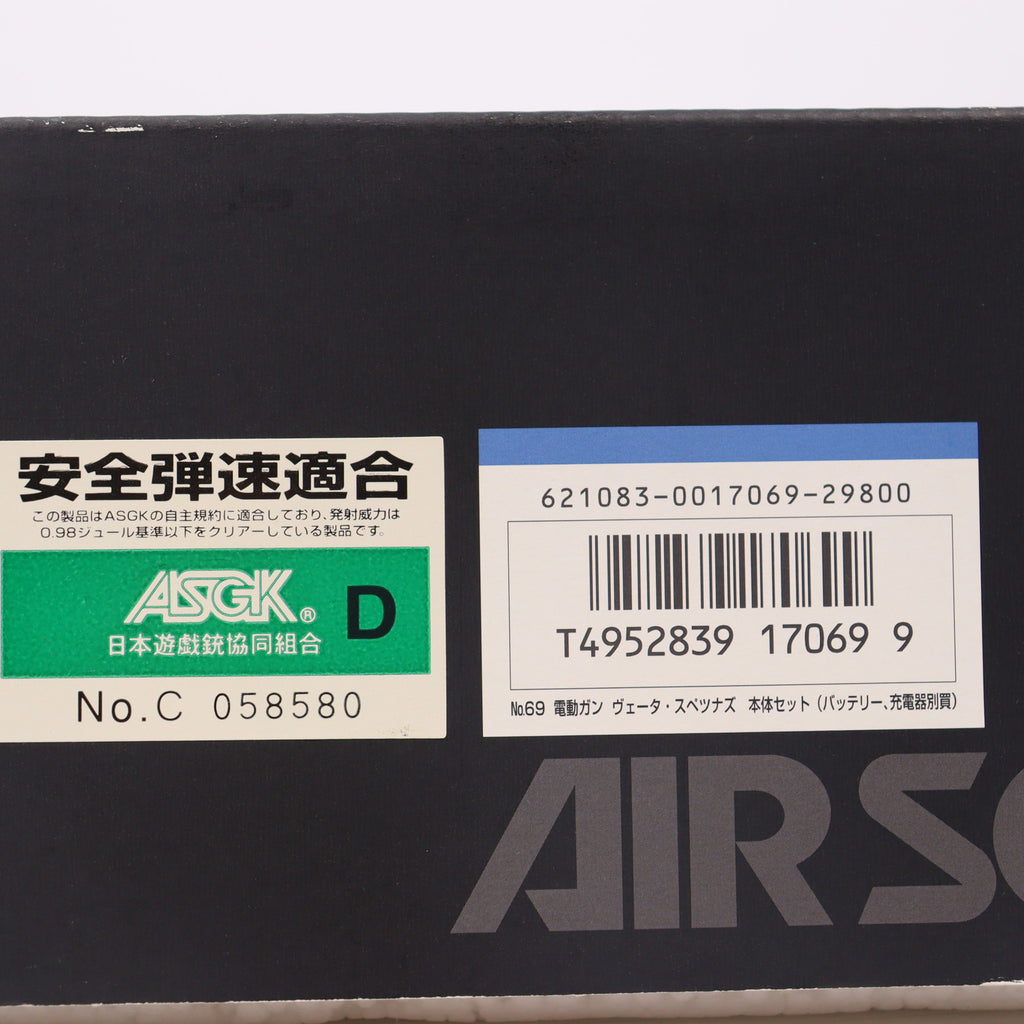 安全弾速適合
この製品はASGKの自主規約に適合しており、発射威力は
0.98ジュール基準以下をクリアーしている製品です。
ASGK® D
日本遊戯銃協同組合
No.C 058580
621083-0017069-29800
T4952839 17069 9
№69 電動ガン ヴェータ・スペツナズ 本体セット（バッテリー、充電器別買）
AIR S